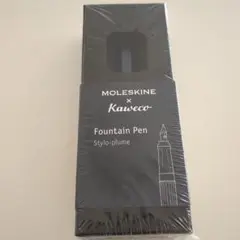 MOLESKINE
×
Kaweco
Fountain Pen
Stylo-plume